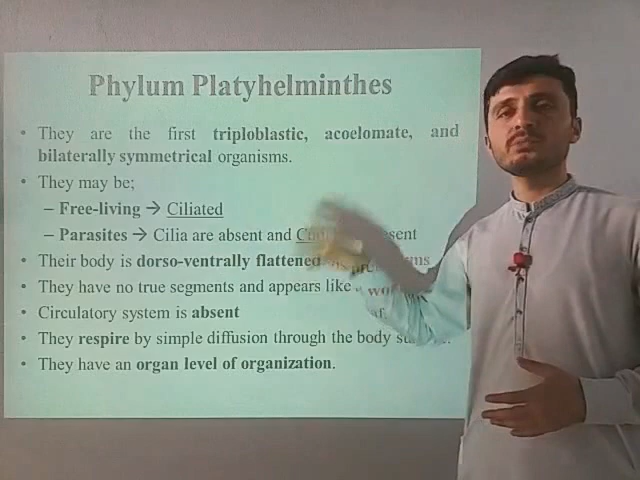 Phylum Platyhelminthes
• They are the first triploblastic, acoelomate, and
bilaterally symmetrical organisms.
• They may be;
– Free-living → Ciliated
– Parasites → Cilia are absent and
• Their body is dorso-ventrally flattened
• They have no true segments and appears like
• Circulatory system is absent
• They respire by simple diffusion through the body
• They have an organ level of organization.